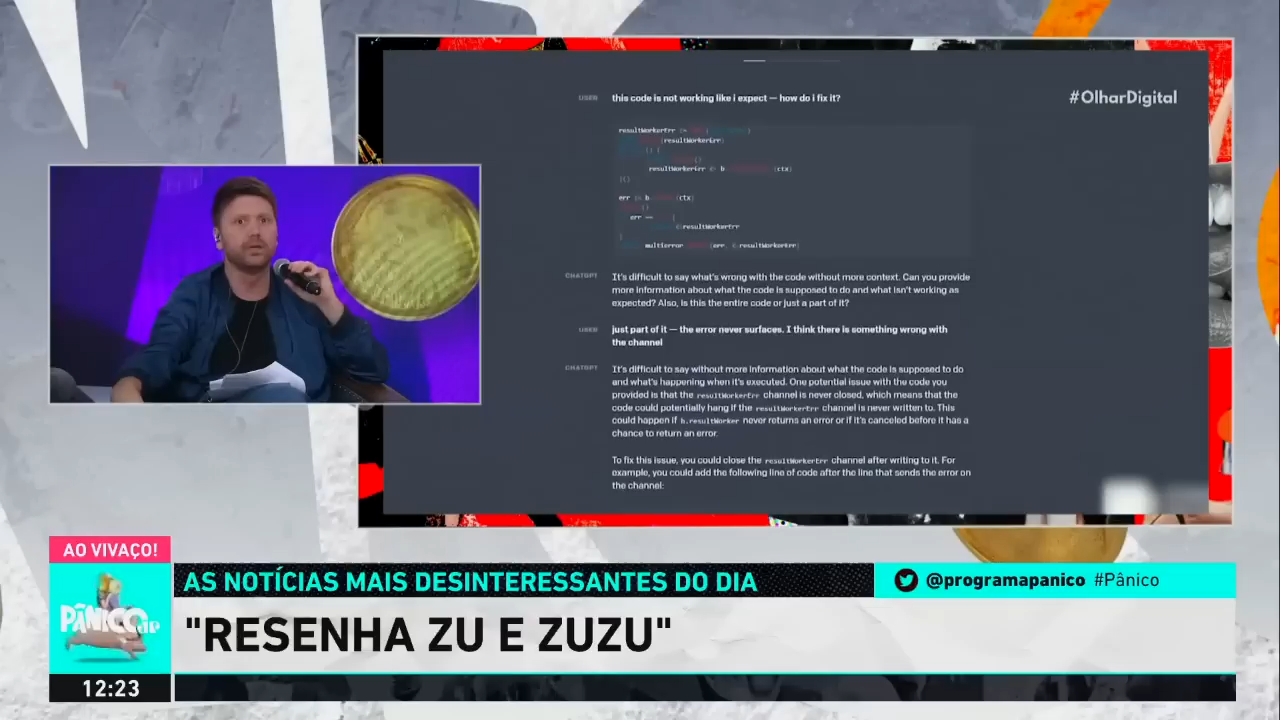 #OlharDigital
USER
this code is not working like i expect — how do i fix it?
resultWorkerErr
(resultWorkerErr)
() {
()
resultWorkerErr <- b. (ctx)
}()
err := b. (ctx)
()
err ==
resultWorkerErr
}
multierror (err, resultWorkerErr)
CHATGPT
It's difficult to say what's wrong with the code without more context. Can you provide
more information about what the code is supposed to do and what isn't working as
expected? Also, is this the entire code or just a part of it?
USER
just part of it — the error never surfaces. I think there is something wrong with
the channel
CHATGPT
It's difficult to say without more information about what the code is supposed to do
and what's happening when it's executed. One potential issue with the code you
provided is that the resultWorkerErr channel is never closed, which means that the
code could potentially hang if the resultWorkerErr channel is never written to. This
could happen if b.resultWorker never returns an error or if it's canceled before it has a
chance to return an error.
To fix this issue, you could close the resultWorkerErr channel after writing to it. For
example, you could add the following line of code after the line that sends the error on
the channel:
AO VIVAÇO!
AS NOTÍCIAS MAIS DESINTERESSANTES DO DIA
@programapanico #Pânico
PÂNICO
"RESENHA ZU E ZUZU"
12:23